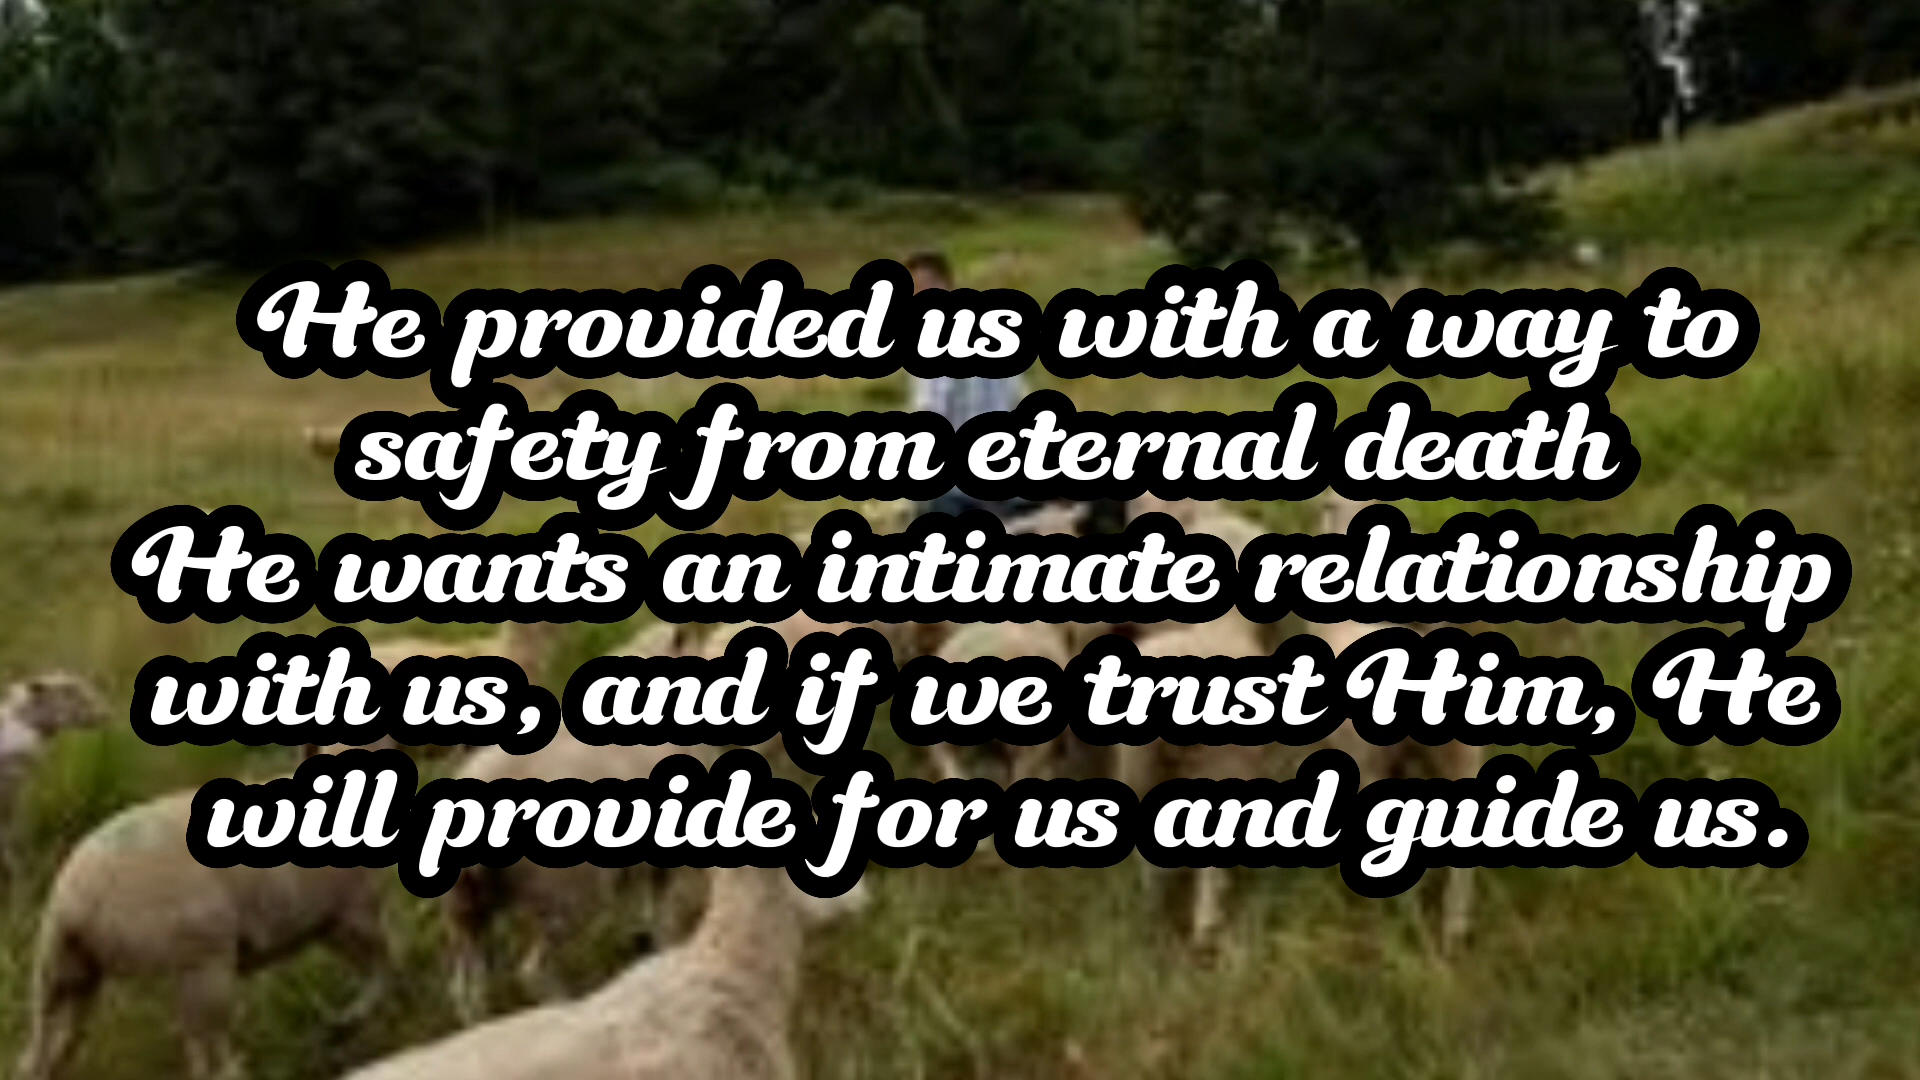 He provided us with a way to
safety from eternal death
He wants an intimate relationship
with us, and if we trust Him, He
will provide for us and guide us.